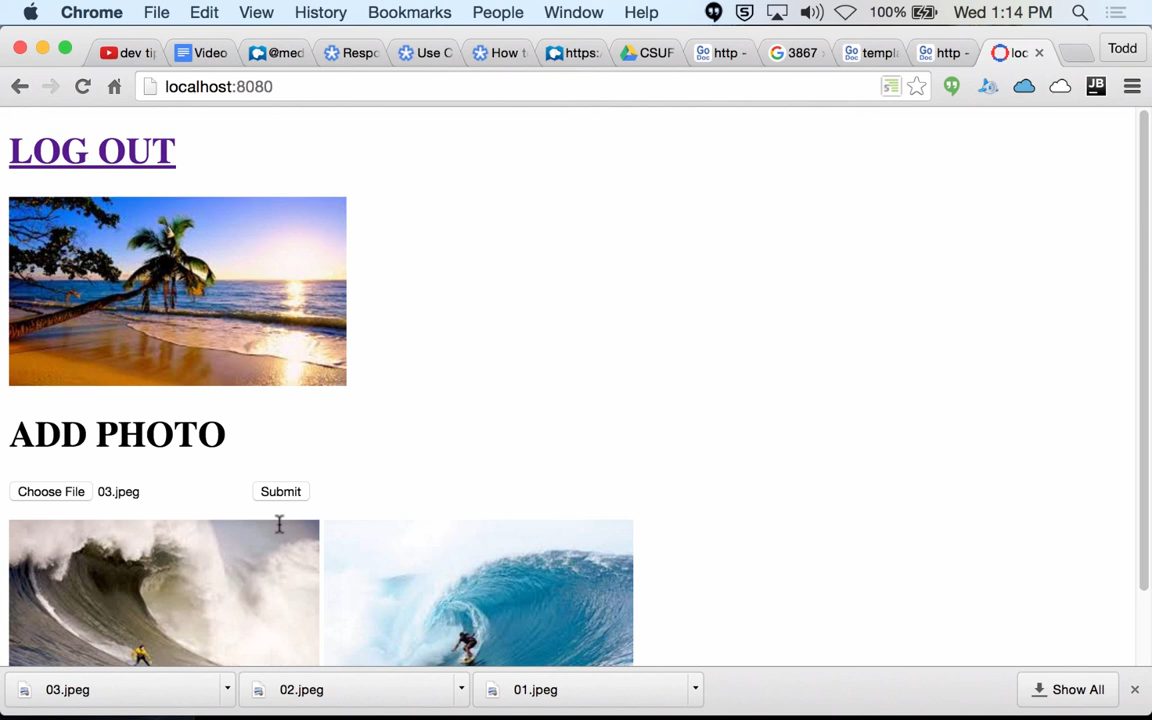 Chrome File Edit View History Bookmarks People Window Help 100% Wed 1:14 PM
dev ti Video @med Respo Use C How t https: CSUF http - 3867 templ http - loc Todd
localhost:8080
LOG OUT
ADD PHOTO
Choose File 03.jpeg Submit
03.jpeg 02.jpeg 01.jpeg Show All